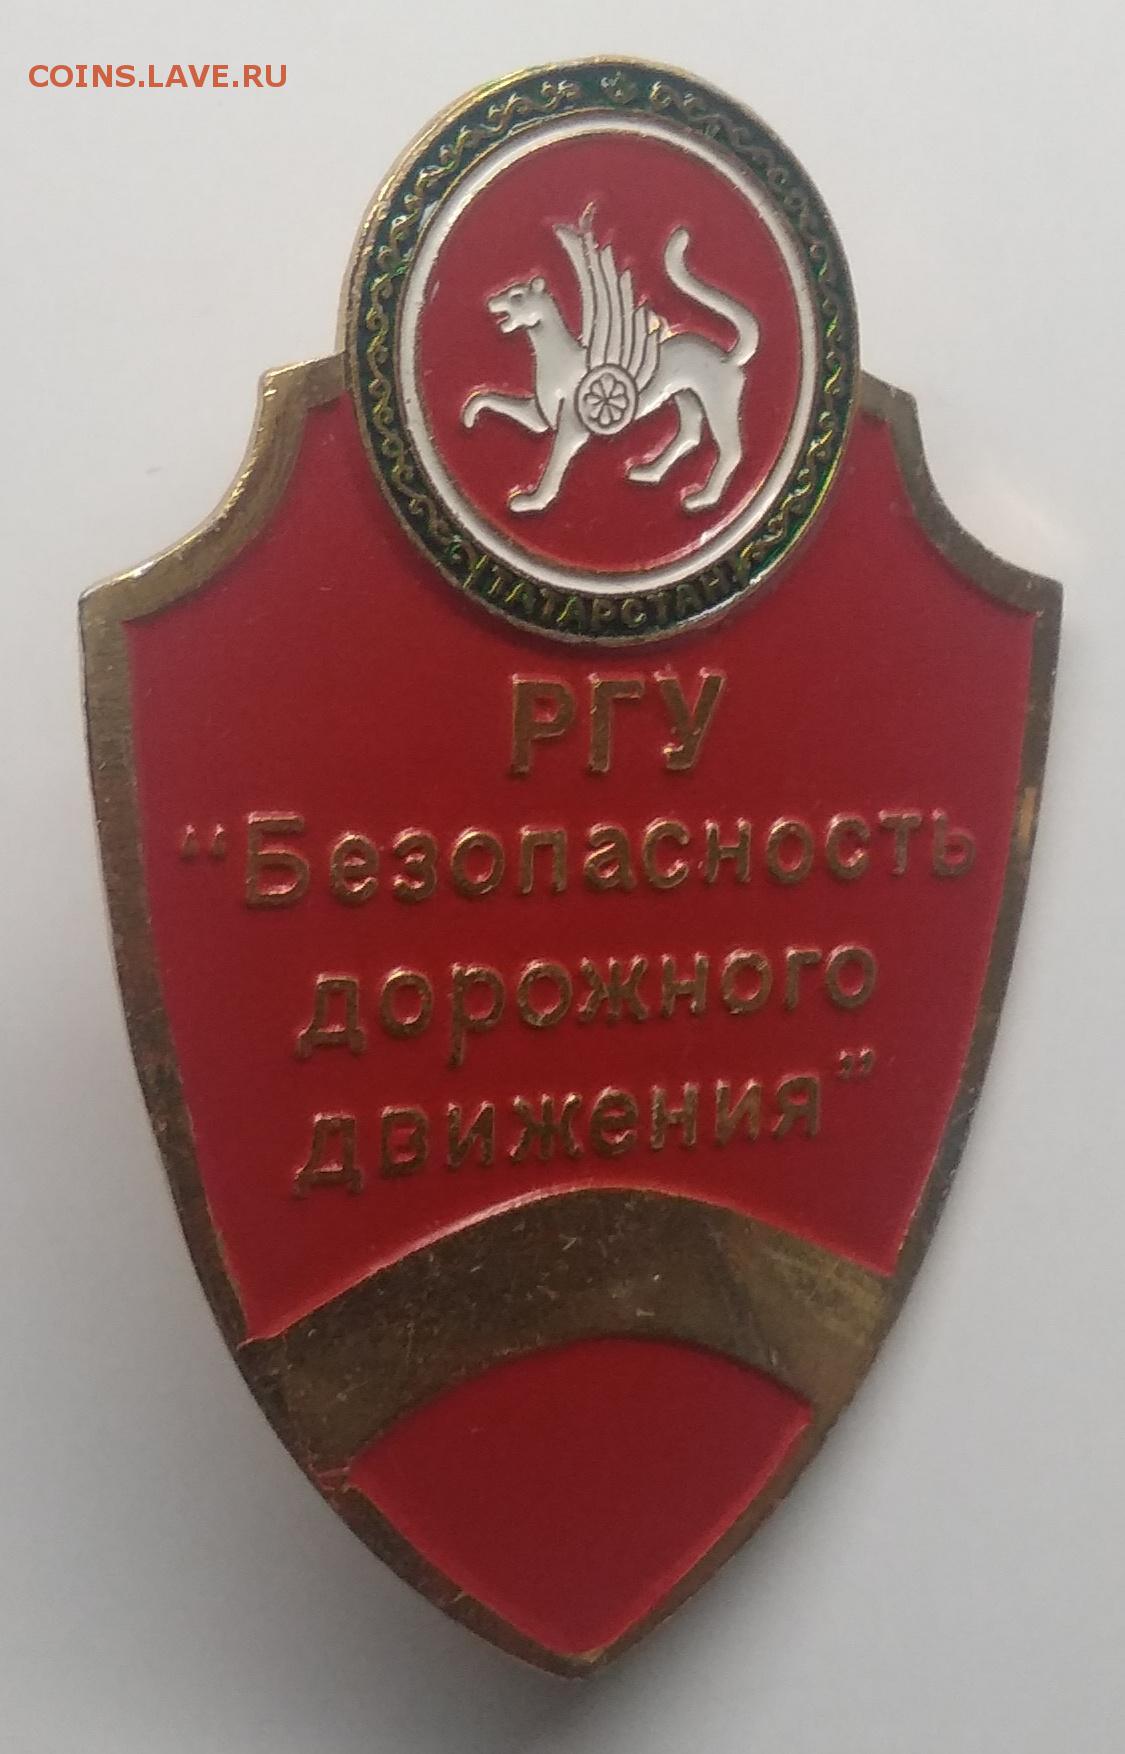 COINS.LAVE.RU
ТАТАРСТАН
РГУ
“Безопасность
дорожного
движения”